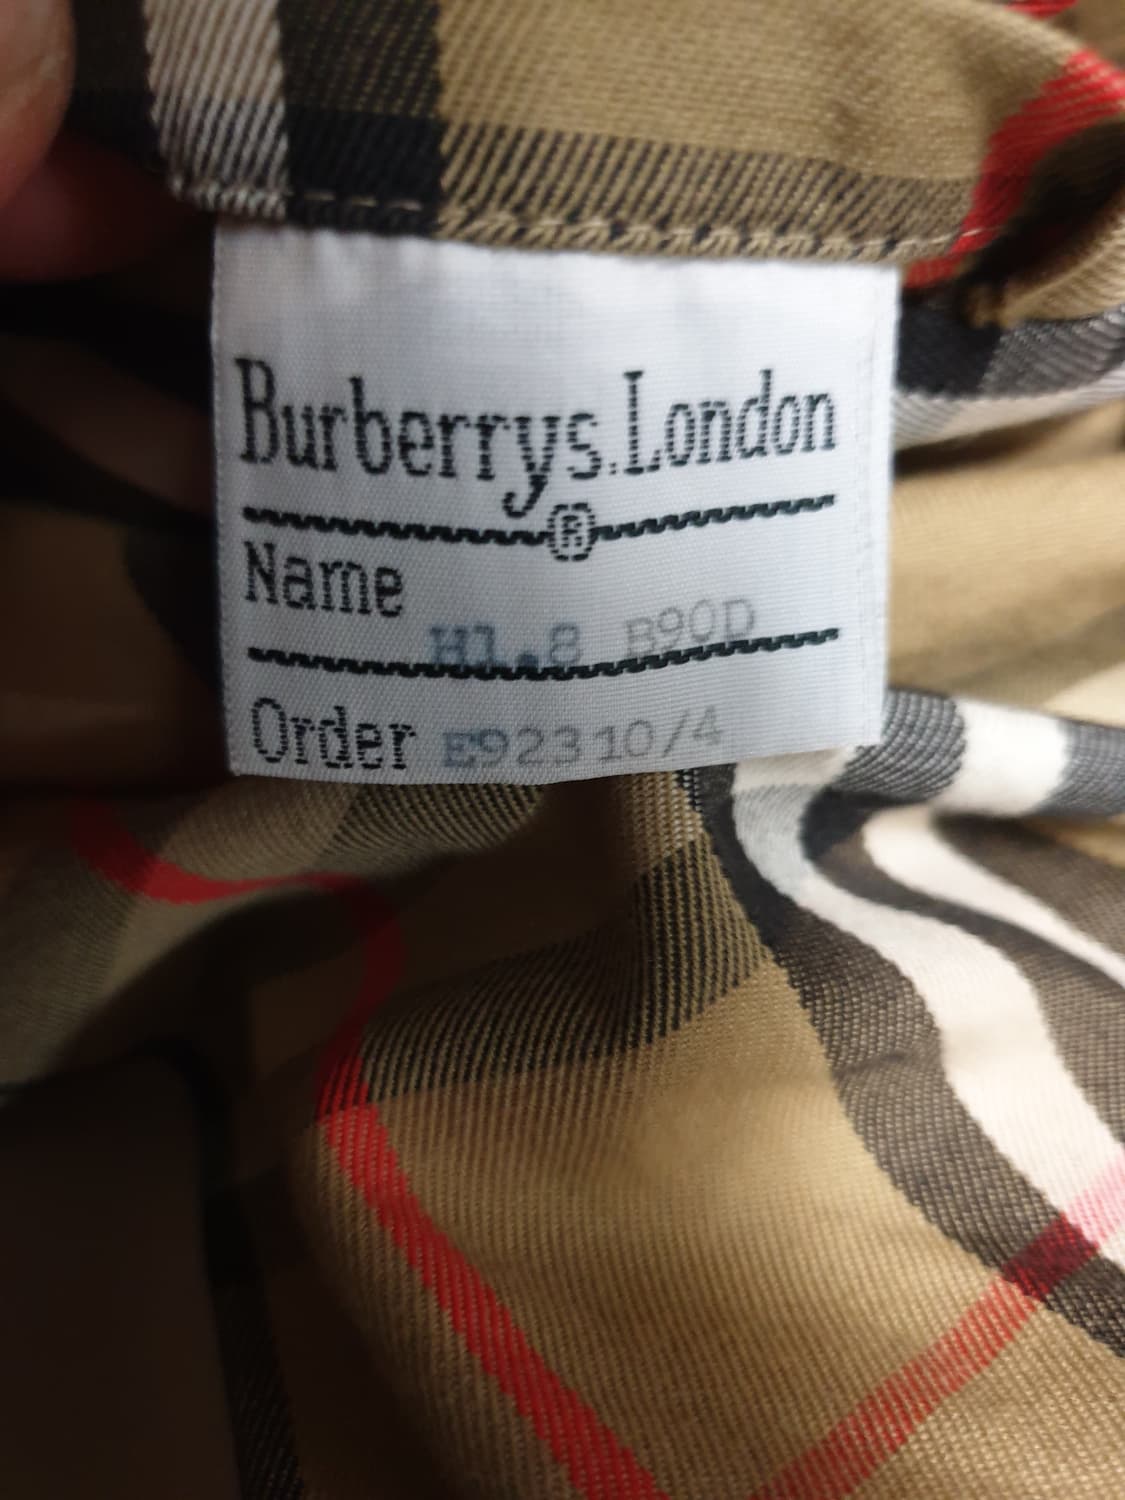 Burberrys.London
®
Name H1.8 B90D
Order E92310/4